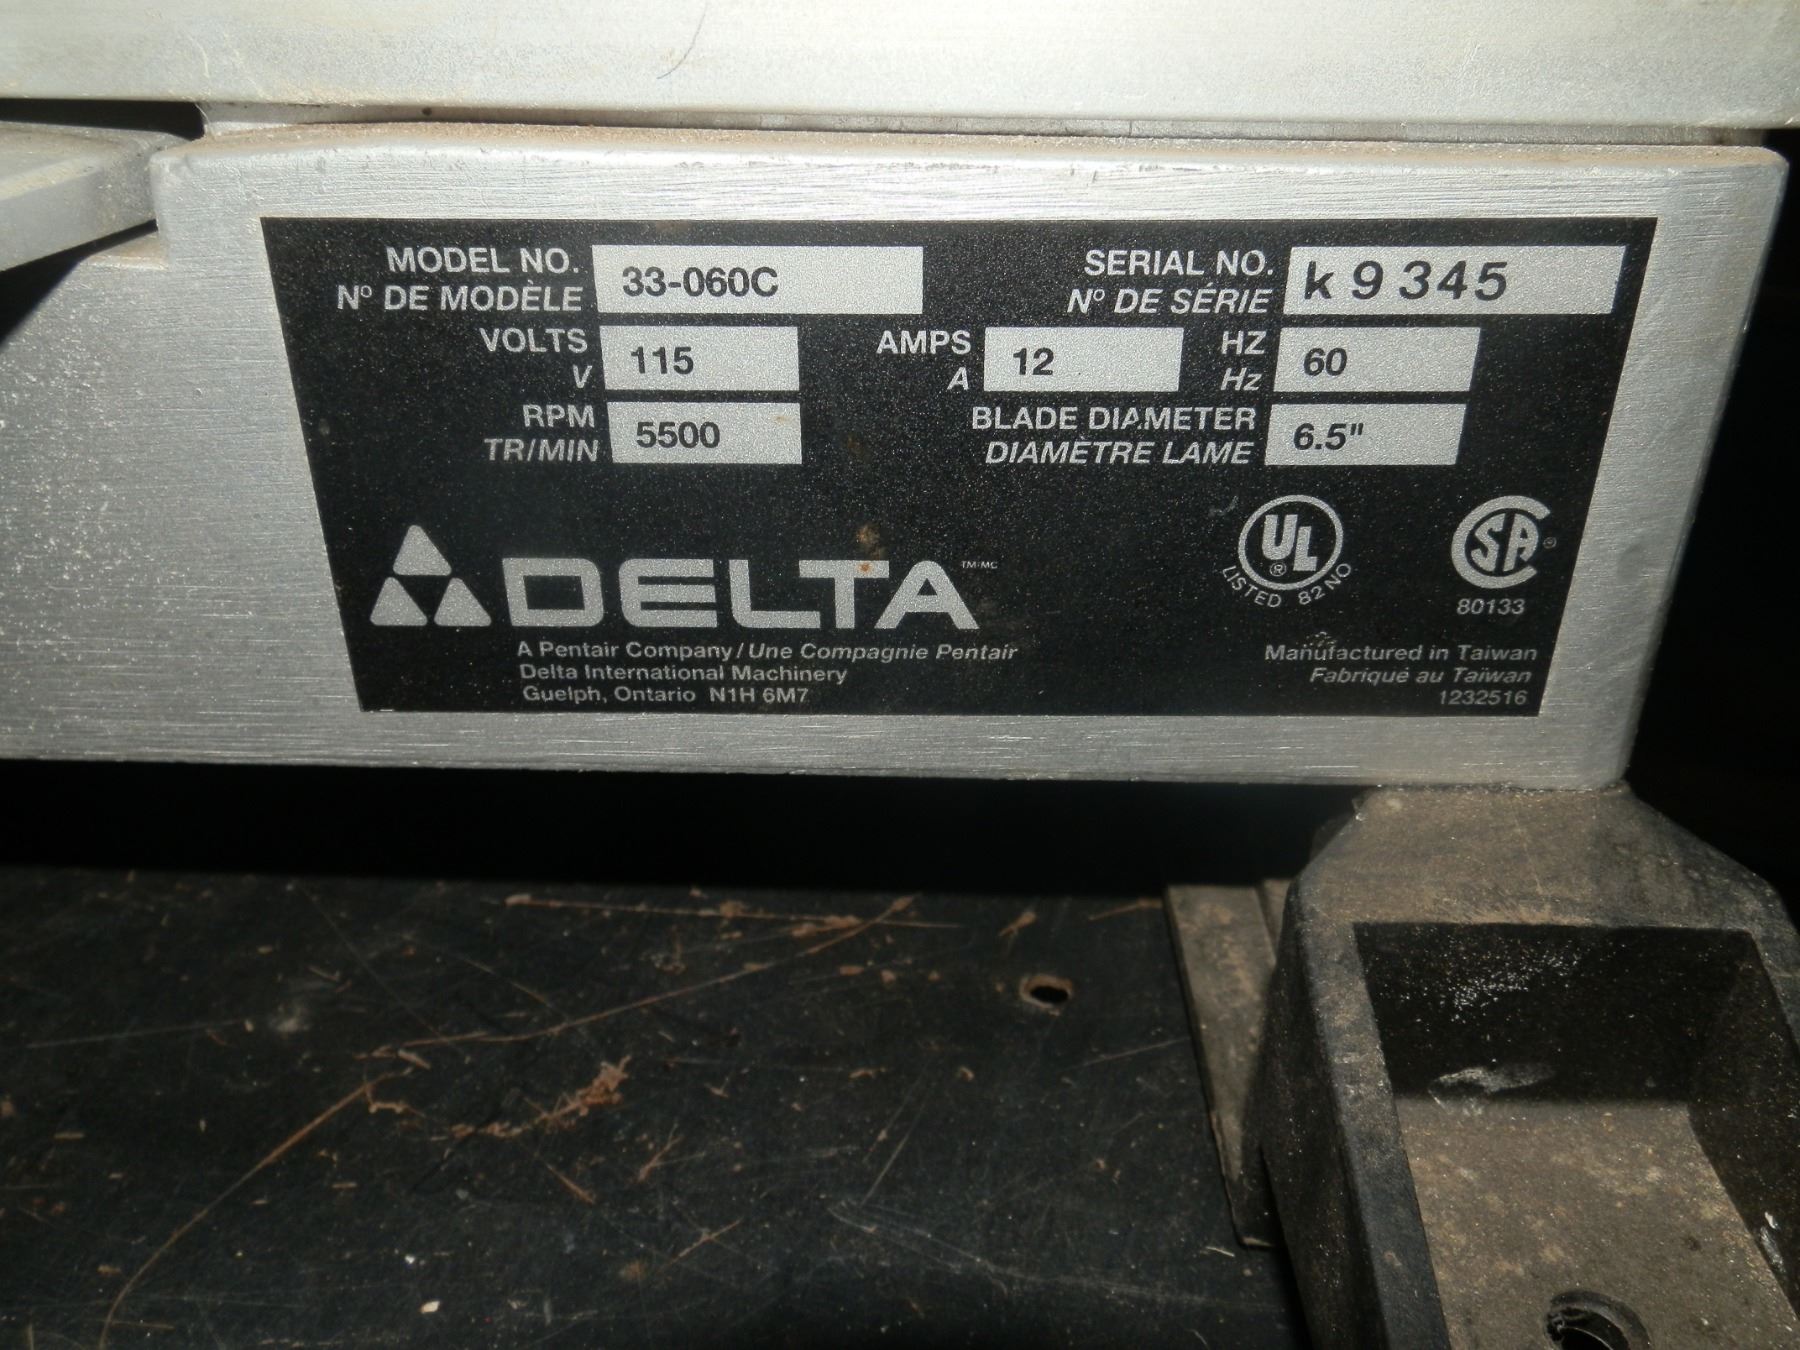 MODEL NO. 33-060C SERIAL NO. k 9 345
Nº DE MODÈLE Nº DE SÉRIE
VOLTS 115 AMPS 12 HZ 60
V A Hz
RPM 5500 BLADE DIAMETER 6.5"
TR/MIN DIAMÈTRE LAME
DELTA TM/MC
UL ®
LISTED 82NO
SA ®
80133
A Pentair Company / Une Compagnie Pentair
Delta International Machinery
Guelph, Ontario N1H 6M7
Manufactured in Taiwan
Fabriqué au Taiwan
1232516